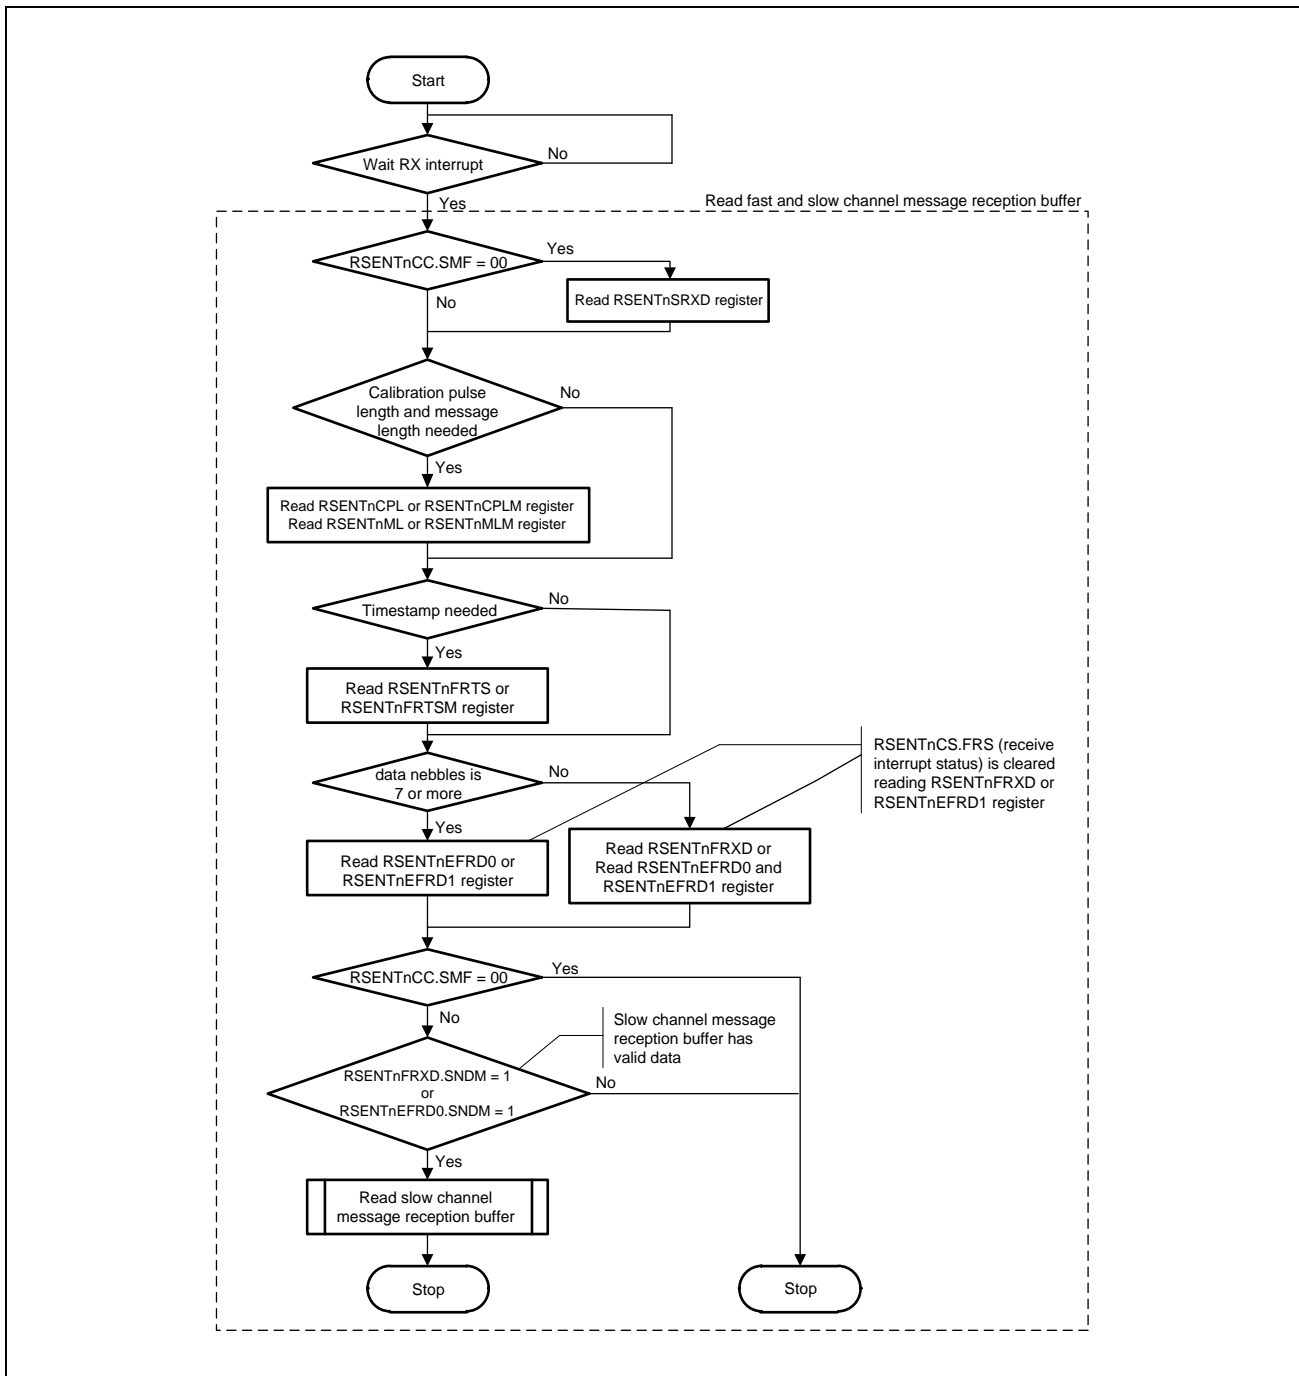 Start
Wait RX interrupt
No
Yes
Read fast and slow channel message reception buffer
RSENTnCC.SMF = 00
Yes
No
Read RSENTnSRXD register
Calibration pulse
length and message
length needed
No
Yes
Read RSENTnCPL or RSENTnCPLM register
Read RSENTnML or RSENTnMLM register
Timestamp needed
No
Yes
Read RSENTnFRTS or
RSENTnFRTSM register
RSENTnCS.FRS (receive
interrupt status) is cleared
reading RSENTnFRXD or
RSENTnEFRD1 register
data nebbles is
7 or more
No
Yes
Read RSENTnEFRD0 or
RSENTnEFRD1 register
Read RSENTnFRXD or
Read RSENTnEFRD0 and
RSENTnEFRD1 register
RSENTnCC.SMF = 00
Yes
No
Slow channel message
reception buffer has
valid data
RSENTnFRXD.SNDM = 1
or
RSENTnEFRD0.SNDM = 1
No
Yes
Read slow channel
message reception buffer
Stop
Stop